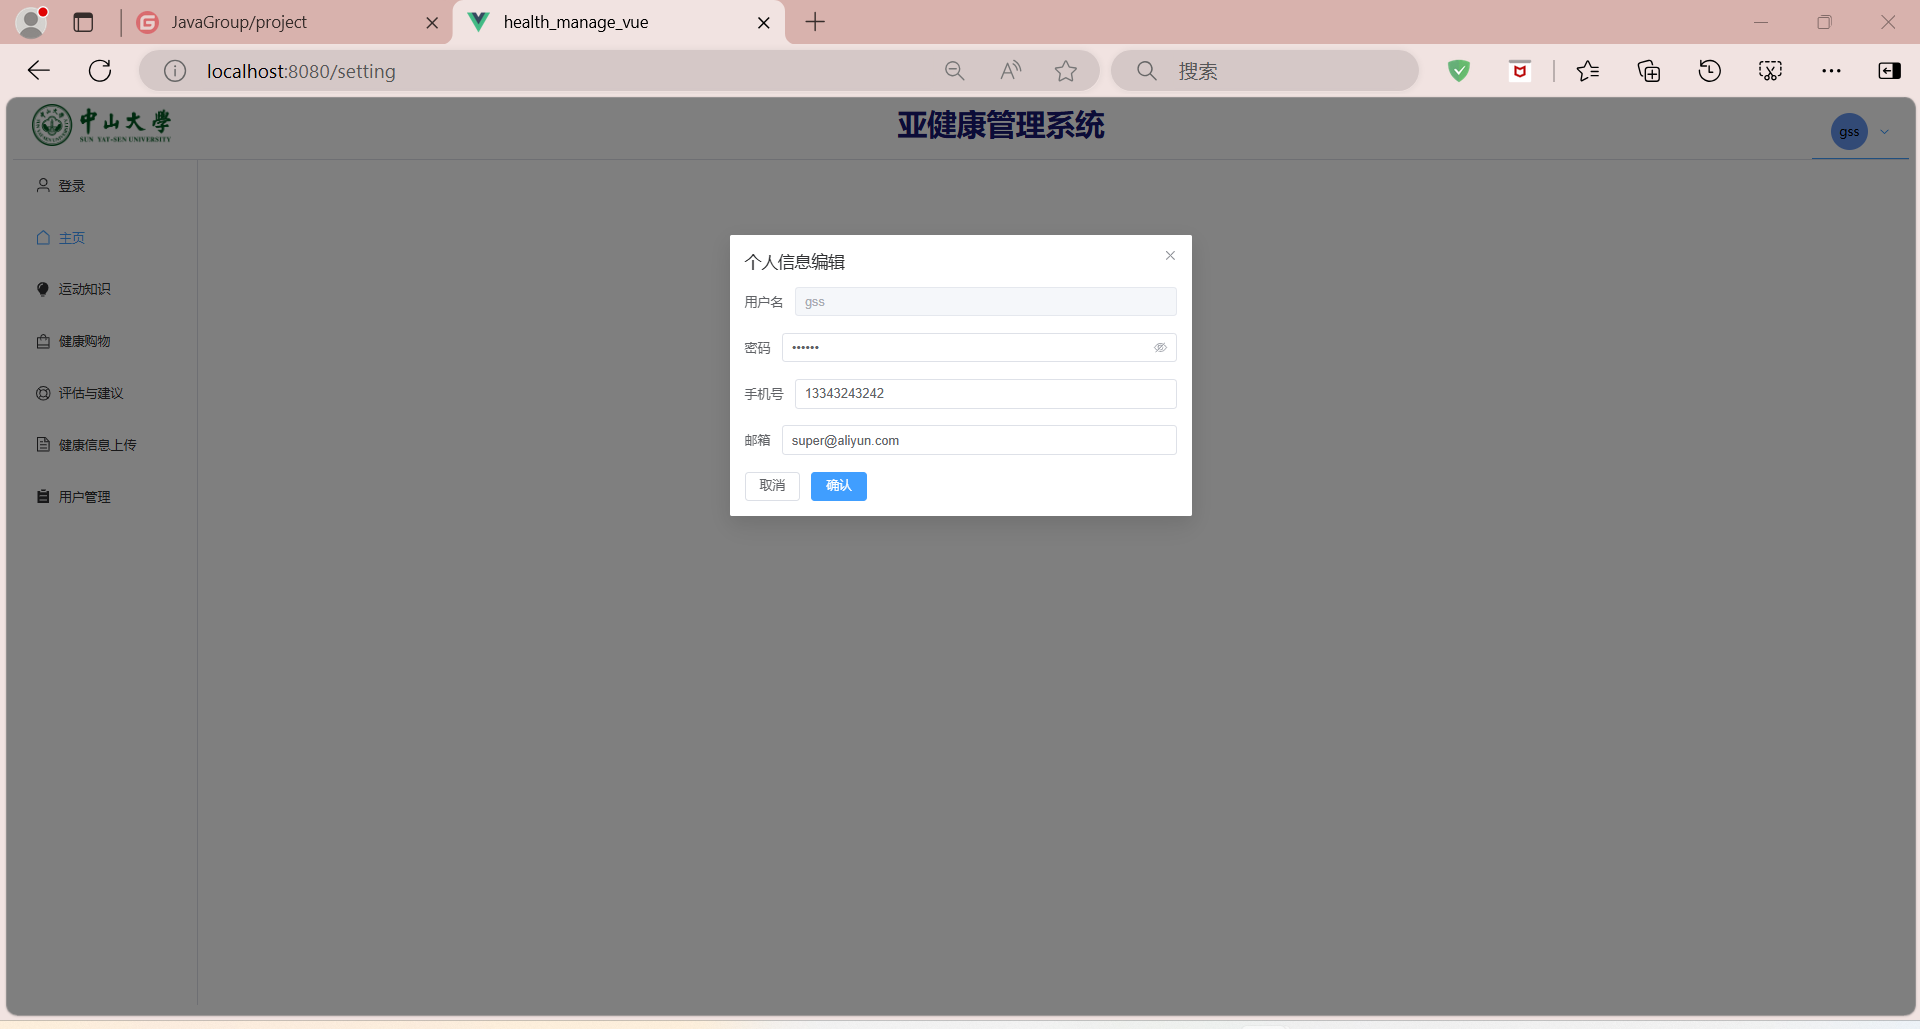 JavaGroup/project
health_manage_vue
localhost:8080/setting
搜索
中山大學
SUN YAT-SEN UNIVERSITY
亚健康管理系统
gss
登录
主页
运动知识
健康购物
评估与建议
健康信息上传
用户管理
个人信息编辑
用户名 gss
密码 ••••••
手机号 13343243242
邮箱 super@aliyun.com
取消 确认